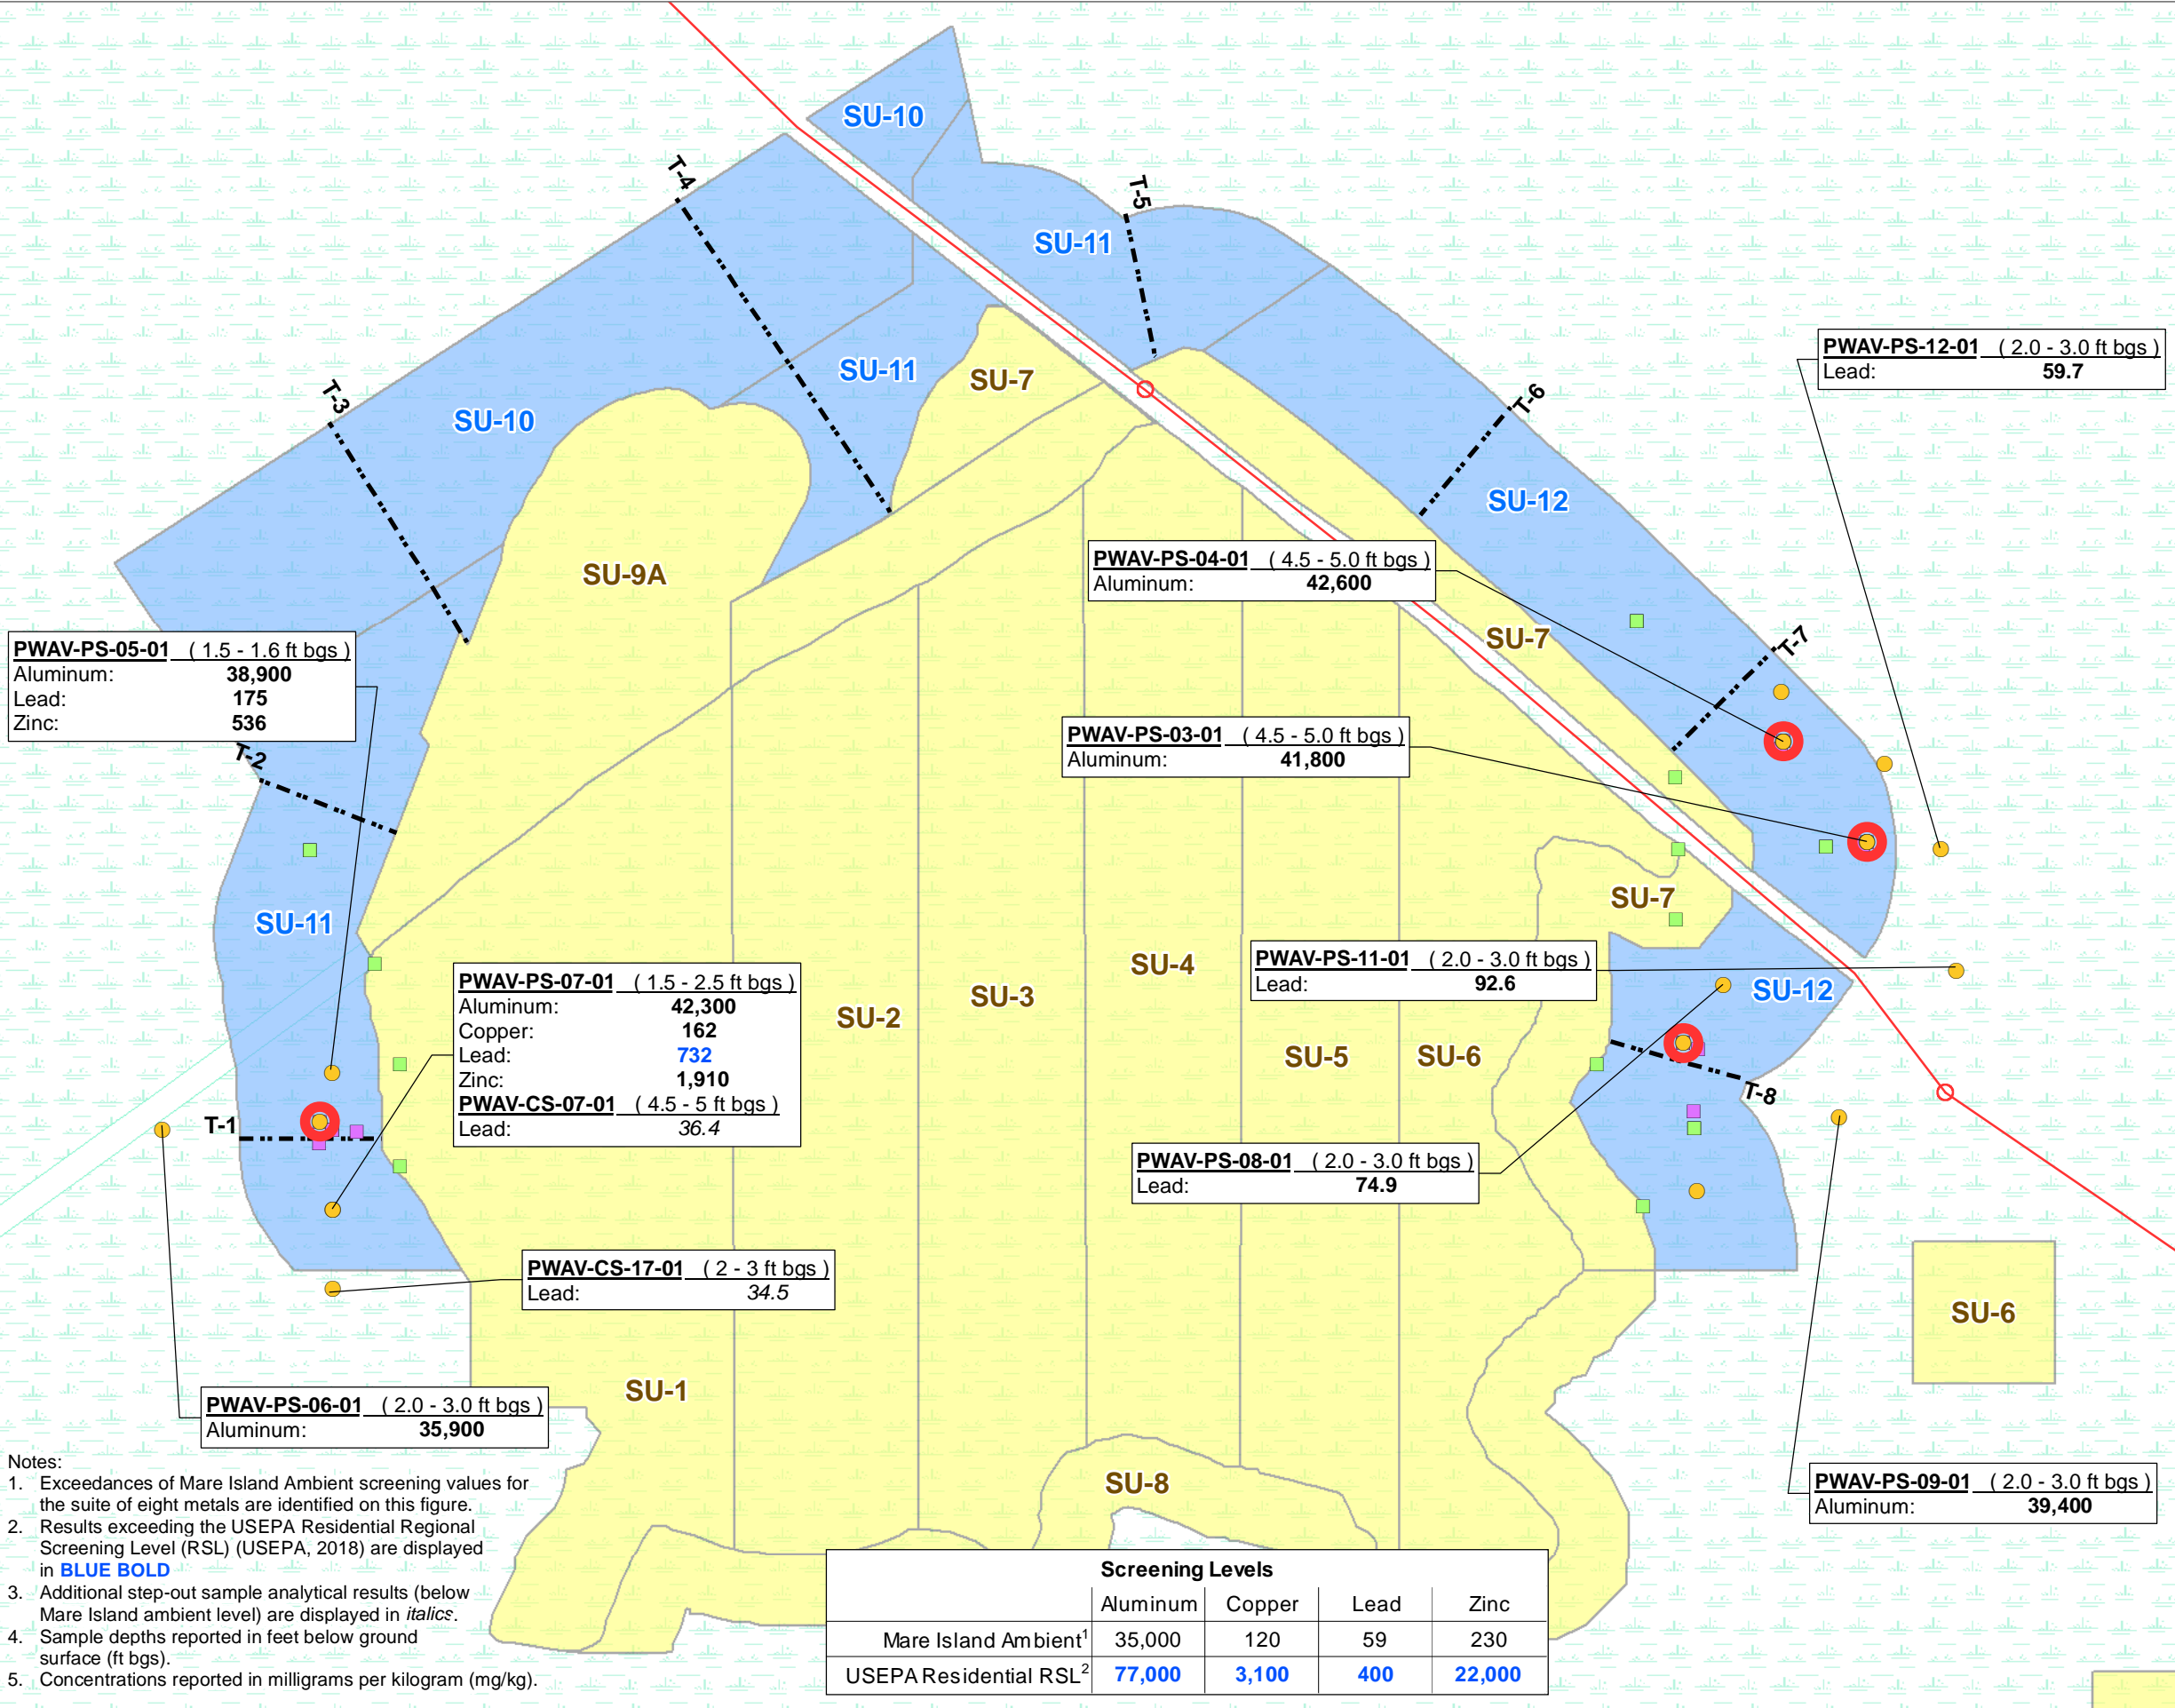 SU-10
T-4
T-5
SU-11
PWAV-PS-12-01 ( 2.0 - 3.0 ft bgs )
Lead: 59.7
T-3
SU-10
SU-11
SU-7
T-6
SU-12
SU-9A
PWAV-PS-04-01 ( 4.5 - 5.0 ft bgs )
Aluminum: 42,600
SU-7
T-7
PWAV-PS-05-01 ( 1.5 - 1.6 ft bgs )
Aluminum: 38,900
Lead: 175
Zinc: 536
T-2
PWAV-PS-03-01 ( 4.5 - 5.0 ft bgs )
Aluminum: 41,800
SU-11
SU-7
PWAV-PS-07-01 ( 1.5 - 2.5 ft bgs )
Aluminum: 42,300
Copper: 162
Lead: 732
Zinc: 1,910
PWAV-CS-07-01 ( 4.5 - 5 ft bgs )
Lead: 36.4
SU-2
SU-3
SU-4
PWAV-PS-11-01 ( 2.0 - 3.0 ft bgs )
Lead: 92.6
SU-12
SU-5
SU-6
T-8
T-1
PWAV-PS-08-01 ( 2.0 - 3.0 ft bgs )
Lead: 74.9
PWAV-CS-17-01 ( 2 - 3 ft bgs )
Lead: 34.5
SU-6
SU-1
PWAV-PS-06-01 ( 2.0 - 3.0 ft bgs )
Aluminum: 35,900
SU-8
PWAV-PS-09-01 ( 2.0 - 3.0 ft bgs )
Aluminum: 39,400
Notes:
1. Exceedances of Mare Island Ambient screening values for
the suite of eight metals are identified on this figure.
2. Results exceeding the USEPA Residential Regional
Screening Level (RSL) (USEPA, 2018) are displayed
in BLUE BOLD
3. Additional step-out sample analytical results (below
Mare Island ambient level) are displayed in italics.
4. Sample depths reported in feet below ground
surface (ft bgs).
5. Concentrations reported in milligrams per kilogram (mg/kg).
Screening Levels
Aluminum Copper Lead Zinc
Mare Island Ambient1 35,000 120 59 230
USEPA Residential RSL2 77,000 3,100 400 22,000